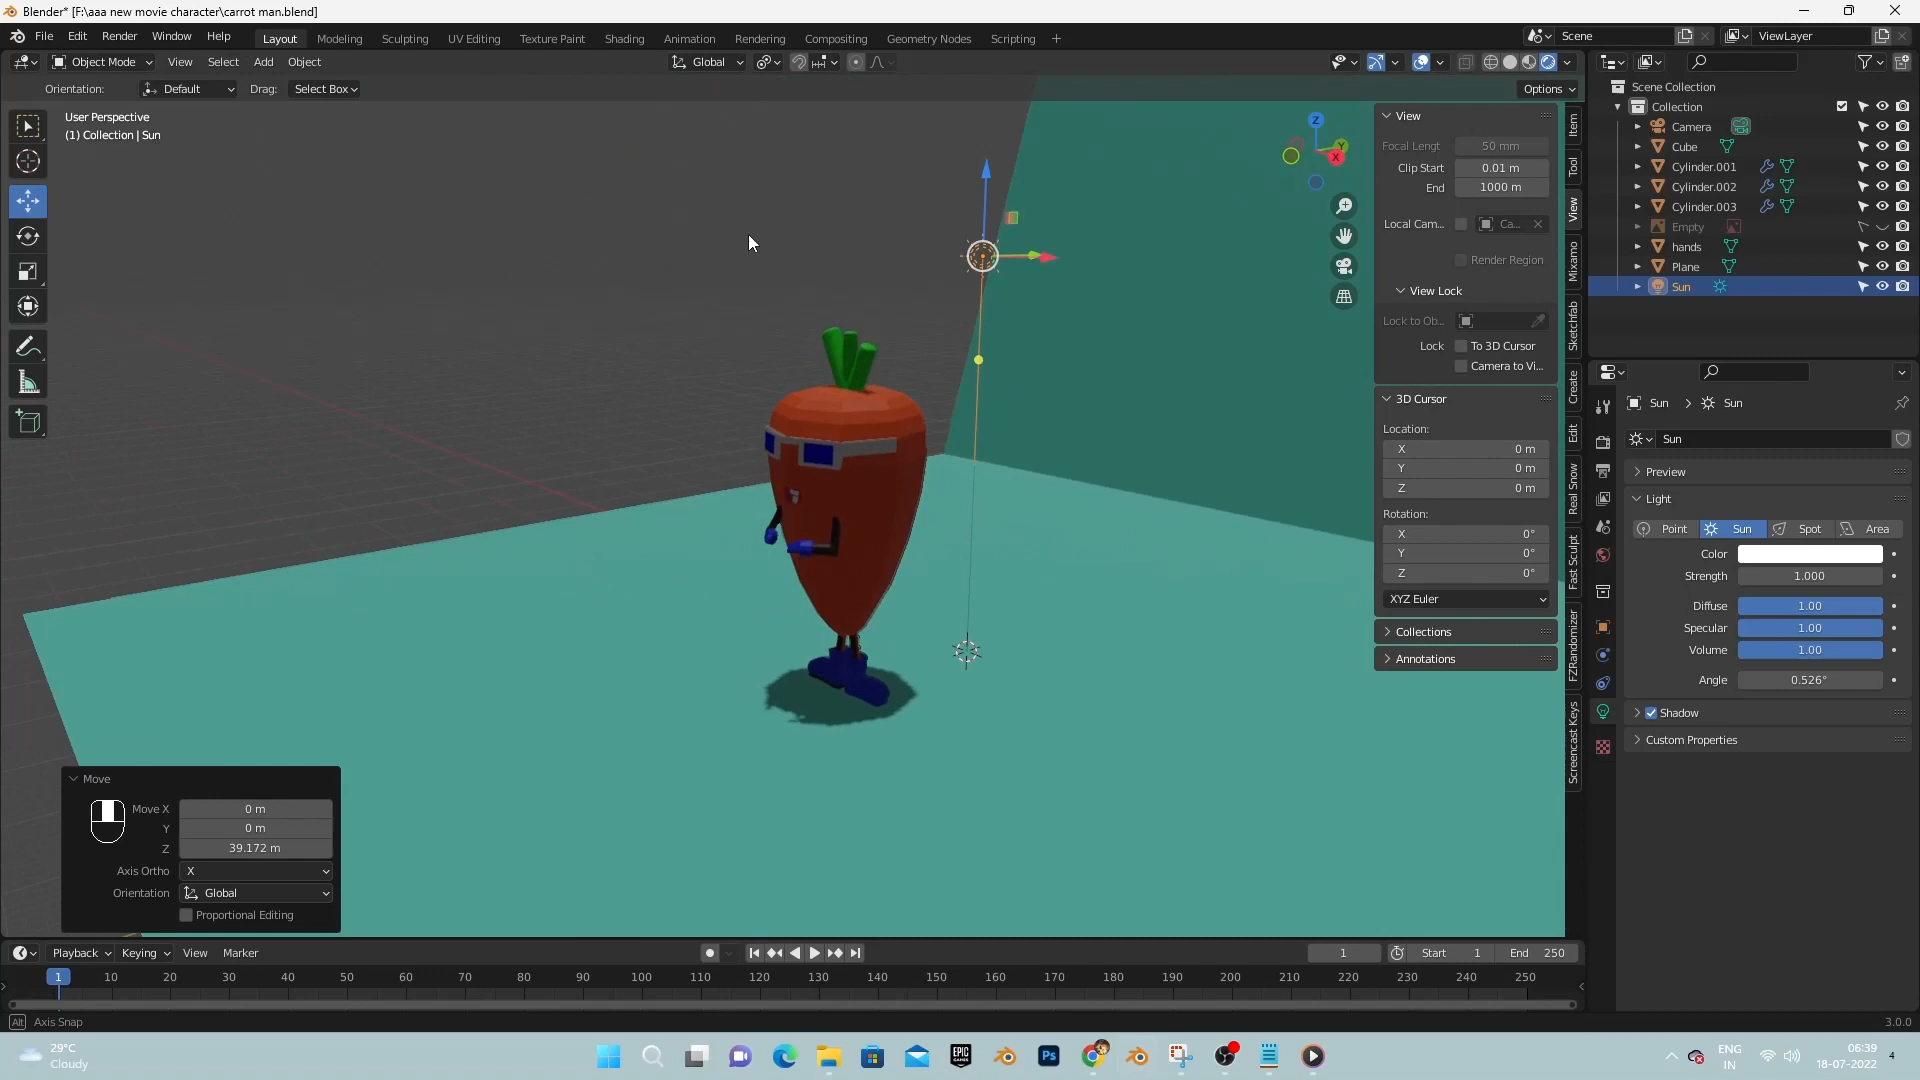 Blender* [F:\aaa new movie character\carrot man.blend]
File Edit Render Window Help
Layout Modeling Sculpting UV Editing Texture Paint Shading Animation Rendering Compositing Geometry Nodes Scripting +
Scene ViewLayer
Object Mode View Select Add Object Global
Orientation: Default Drag: Select Box Options
User Perspective
(1) Collection | Sun
Z
Y
X
View
Focal Lengt 50 mm
Clip Start 0.01 m
End 1000 m
Local Cam... Ca...
Render Region
View Lock
Lock to Ob...
Lock To 3D Cursor
Camera to Vi...
3D Cursor
Location:
X 0 m
Y 0 m
Z 0 m
Rotation:
X 0°
Y 0°
Z 0°
XYZ Euler
Collections
Annotations
Item
Tool
View
Mixamo
Sketchfab
Create
Edit
Real Snow
Fast Sculpt
FZRandomizer
Screencast Keys
Scene Collection
Collection
Camera
Cube
Cylinder.001
Cylinder.002
Cylinder.003
Empty
hands
Plane
Sun
Sun > Sun
Sun
Preview
Light
Point Sun Spot Area
Color
Strength 1.000
Diffuse 1.00
Specular 1.00
Volume 1.00
Angle 0.526°
Shadow
Custom Properties
Move
Move X 0 m
Y 0 m
Z 39.172 m
Axis Ortho X
Orientation Global
Proportional Editing
Playback Keying View Marker 1 Start 1 End 250
1 10 20 30 40 50 60 70 80 90 100 110 120 130 140 150 160 170 180 190 200 210 220 230 240 250
Alt Axis Snap 3.0.0
29°C
Cloudy
EPIC
GAMES
Ps
ENG
IN
06:39
18-07-2022
4